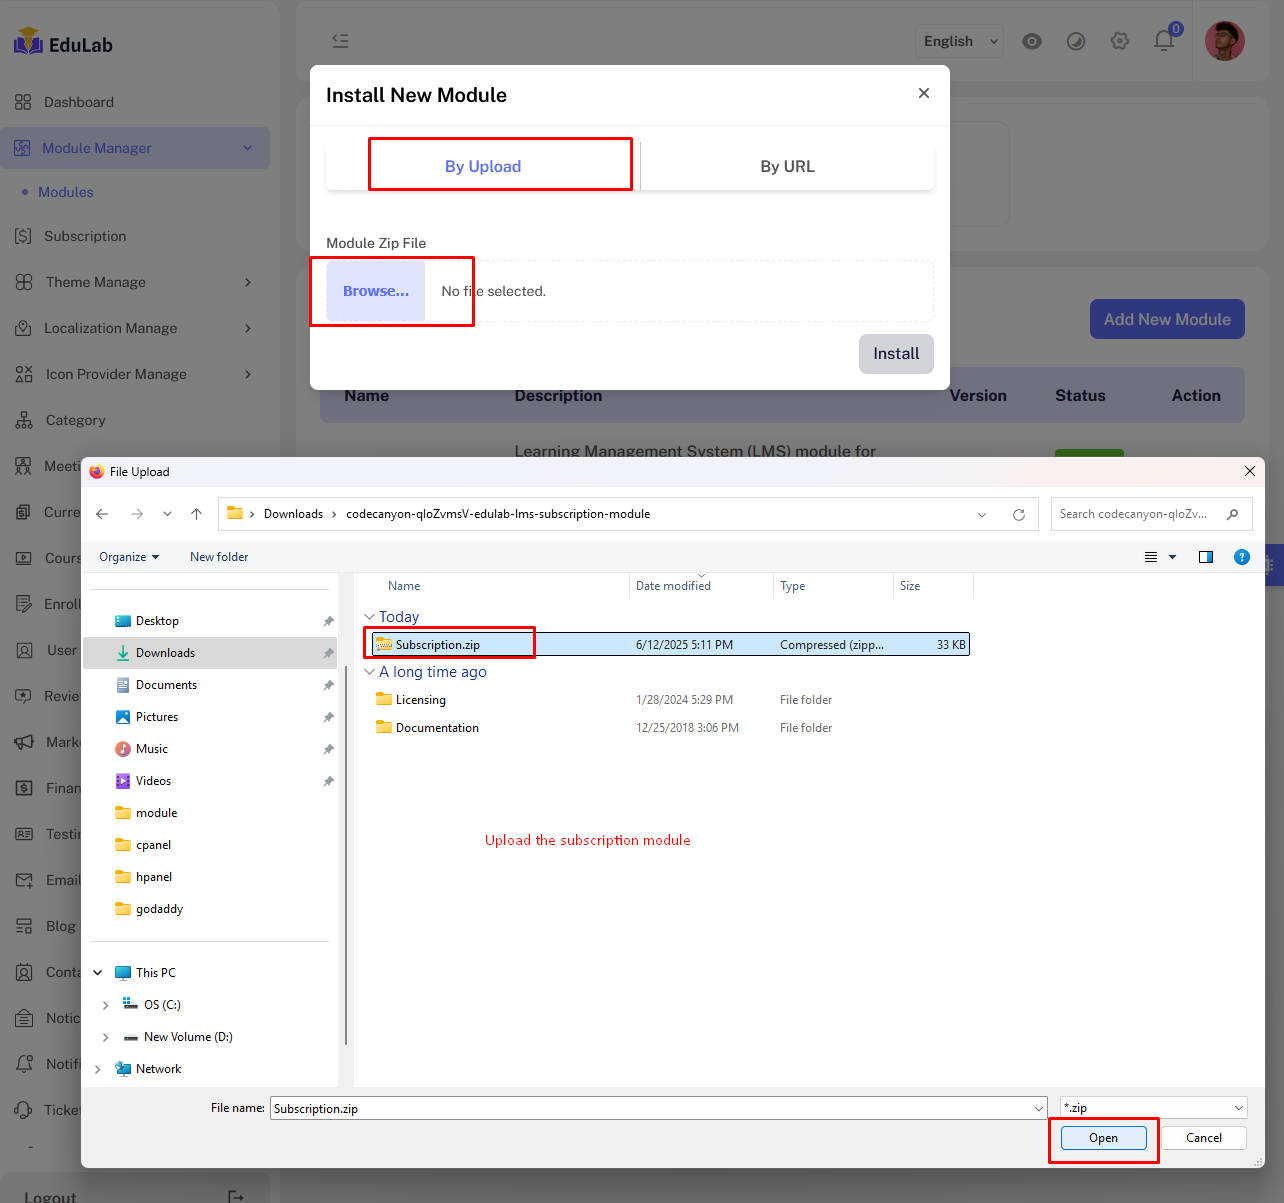 EduLab
English
0
Dashboard
Module Manager
Modules
Subscription
Theme Manage
Localization Manage
Icon Provider Manage
Category
Meeti
Curre
Cours
Enroll
User
Revie
Mark
Finan
Testin
Email
Blog
Conta
Notic
Notifi
Ticke
Logout
Install New Module
By Upload
By URL
Module Zip File
Browse...
No file selected.
Install
Add New Module
Name
Description
Version
Status
Action
Learning Management System (LMS) module for
File Upload
Downloads
codecanyon-qloZvmsV-edulab-lms-subscription-module
Search codecanyon-qloZv...
Organize
New folder
Name
Date modified
Type
Size
Desktop
Downloads
Documents
Pictures
Music
Videos
module
cpanel
hpanel
godaddy
This PC
OS (C:)
New Volume (D:)
Network
Today
Subscription.zip
6/12/2025 5:11 PM
Compressed (zipp...
33 KB
A long time ago
Licensing
1/28/2024 5:29 PM
File folder
Documentation
12/25/2018 3:06 PM
File folder
Upload the subscription module
File name:
Subscription.zip
*.zip
Open
Cancel